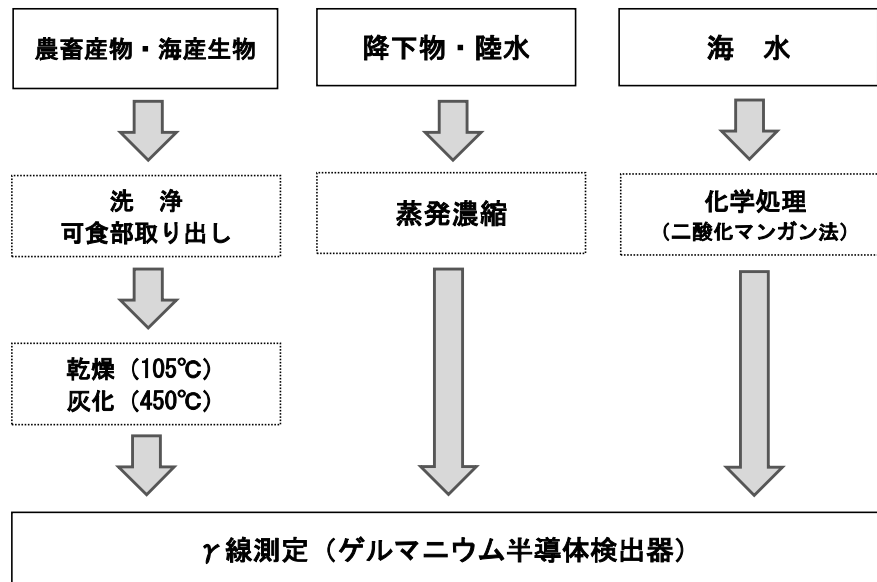 農畜産物・海産生物
降下物・陸水
海　水
洗　浄
可食部取り出し
蒸発濃縮
化学処理
（二酸化マンガン法）
乾燥（105℃）
灰化（450℃）
γ線測定（ゲルマニウム半導体検出器）